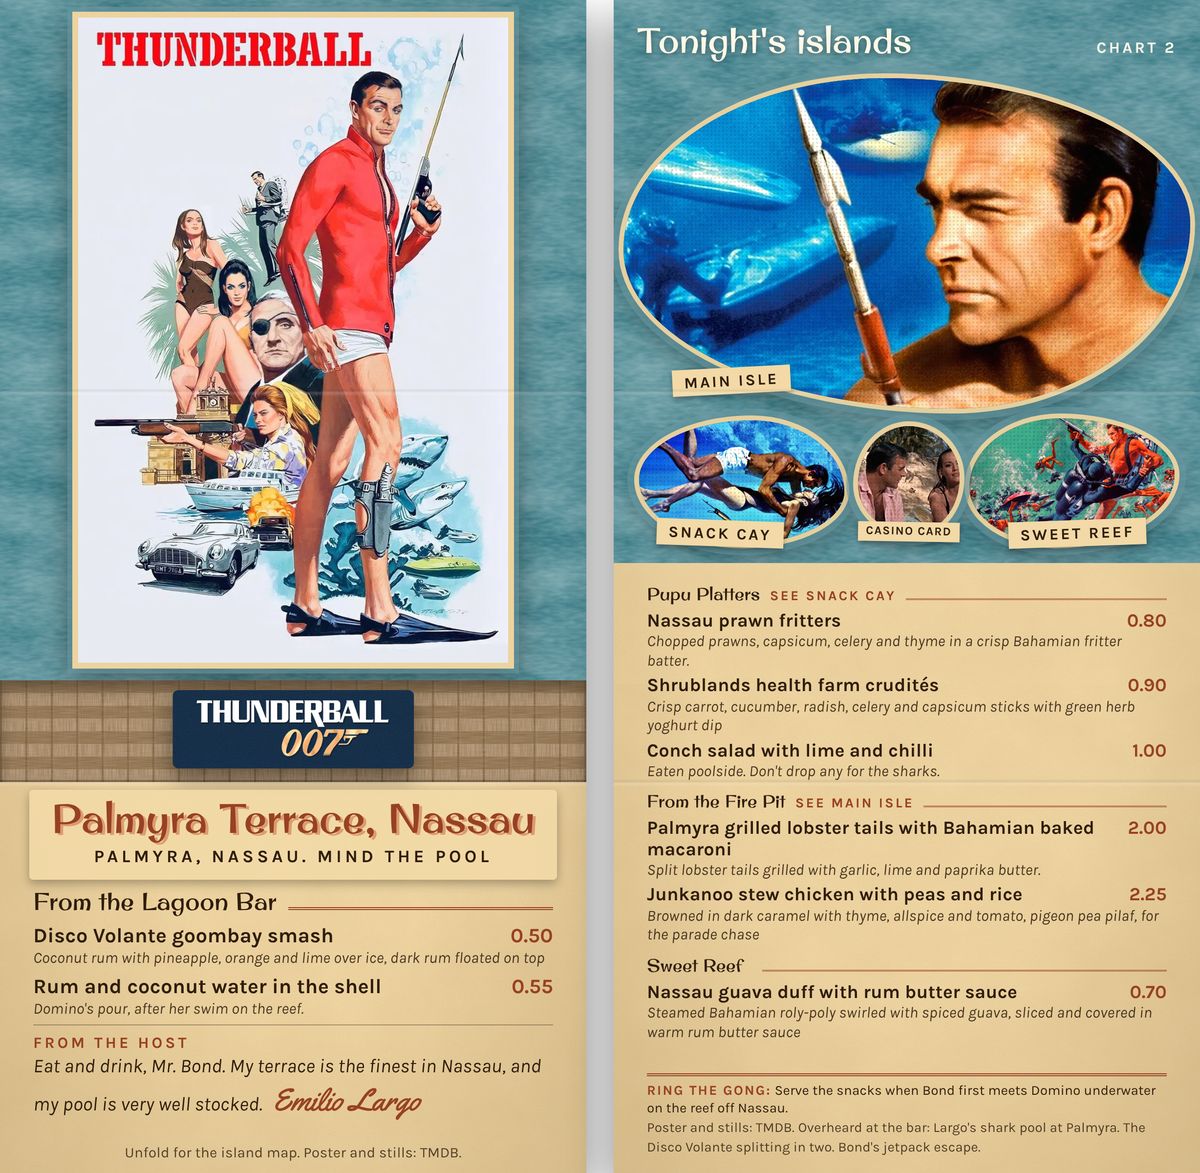 THUNDERBALL
BMT 216A
THUNDERBALL
007
Palmyra Terrace, Nassau
PALMYRA, NASSAU. MIND THE POOL
From the Lagoon Bar
Disco Volante goombay smash 0.50
Coconut rum with pineapple, orange and lime over ice, dark rum floated on top
Rum and coconut water in the shell 0.55
Domino's pour, after her swim on the reef.
FROM THE HOST
Eat and drink, Mr. Bond. My terrace is the finest in Nassau, and
my pool is very well stocked. Emilio Largo
Unfold for the island map. Poster and stills: TMDB.
Tonight's islands
CHART 2
MAIN ISLE
SNACK CAY
CASINO CARD
SWEET REEF
Pupu Platters SEE SNACK CAY
Nassau prawn fritters 0.80
Chopped prawns, capsicum, celery and thyme in a crisp Bahamian fritter
batter.
Shrublands health farm crudités 0.90
Crisp carrot, cucumber, radish, celery and capsicum sticks with green herb
yoghurt dip
Conch salad with lime and chilli 1.00
Eaten poolside. Don't drop any for the sharks.
From the Fire Pit SEE MAIN ISLE
Palmyra grilled lobster tails with Bahamian baked 2.00
macaroni
Split lobster tails grilled with garlic, lime and paprika butter.
Junkanoo stew chicken with peas and rice 2.25
Browned in dark caramel with thyme, allspice and tomato, pigeon pea pilaf, for
the parade chase
Sweet Reef
Nassau guava duff with rum butter sauce 0.70
Steamed Bahamian roly-poly swirled with spiced guava, sliced and covered in
warm rum butter sauce
RING THE GONG: Serve the snacks when Bond first meets Domino underwater
on the reef off Nassau.
Poster and stills: TMDB. Overheard at the bar: Largo's shark pool at Palmyra. The
Disco Volante splitting in two. Bond's jetpack escape.